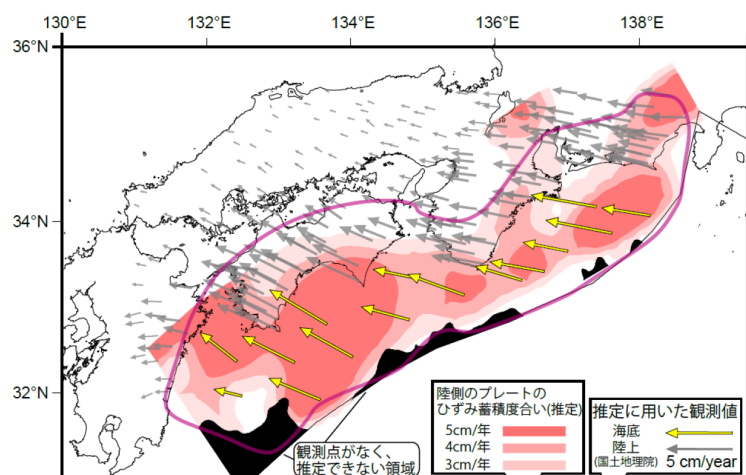 130°E
132°E
134°E
136°E
138°E
36°N
34°N
32°N
観測点がなく、
推定できない領域
陸側のプレートの
ひずみ蓄積度合い(推定)
5cm/年
4cm/年
3cm/年
推定に用いた観測値
海底
陸上
(国土地理院)
5 cm/year